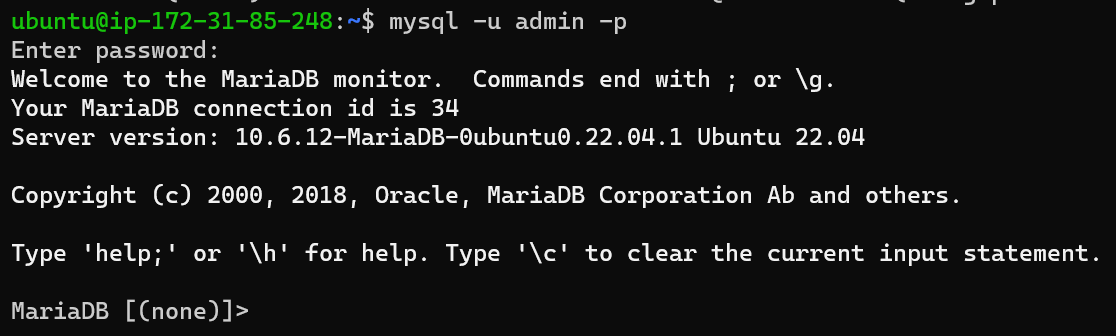 ubuntu@ip-172-31-85-248:~$ mysql -u admin -p
Enter password:
Welcome to the MariaDB monitor.  Commands end with ; or \g.
Your MariaDB connection id is 34
Server version: 10.6.12-MariaDB-0ubuntu0.22.04.1 Ubuntu 22.04
Copyright (c) 2000, 2018, Oracle, MariaDB Corporation Ab and others.
Type 'help;' or '\h' for help. Type '\c' to clear the current input statement.
MariaDB [(none)]>